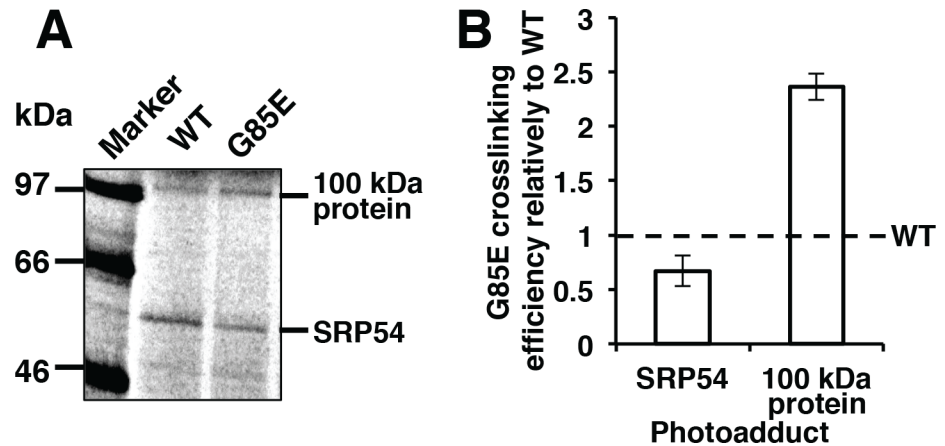 A
kDa
Marker
WT
G85E
97
66
46
100 kDa
protein
SRP54
B
G85E crosslinking
efficiency relatively to WT
3
2.5
2
1.5
1
0.5
0
WT
SRP54
100 kDa
protein
Photoadduct